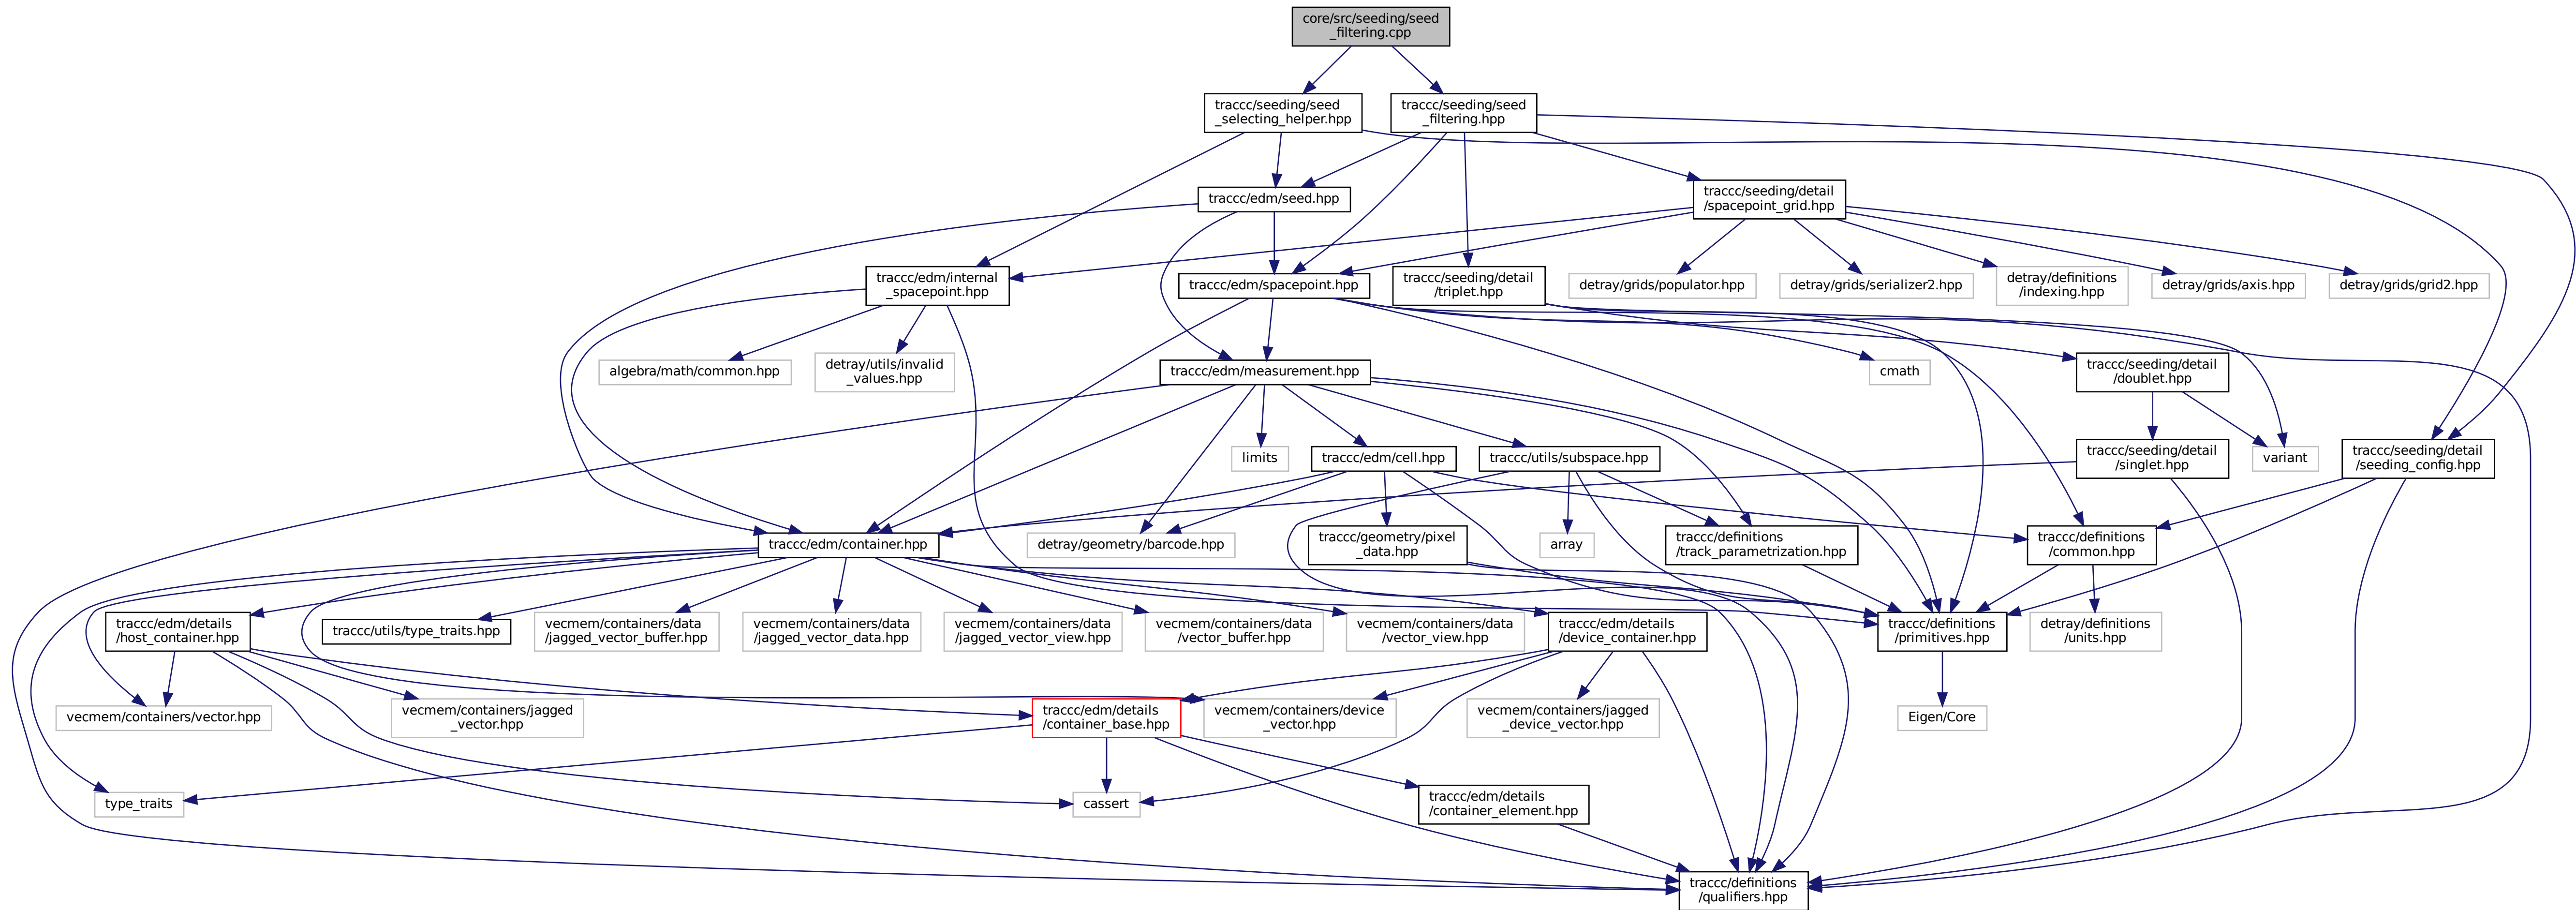 core/src/seeding/seed
_filtering.cpp
traccc/seeding/seed
_selecting_helper.hpp
traccc/seeding/seed
_filtering.hpp
traccc/edm/seed.hpp
traccc/seeding/detail
/spacepoint_grid.hpp
traccc/edm/internal
_spacepoint.hpp
traccc/edm/spacepoint.hpp
traccc/seeding/detail
/triplet.hpp
detray/grids/populator.hpp
detray/grids/serializer2.hpp
detray/definitions
/indexing.hpp
detray/grids/axis.hpp
detray/grids/grid2.hpp
algebra/math/common.hpp
detray/utils/invalid
_values.hpp
traccc/edm/measurement.hpp
cmath
traccc/seeding/detail
/doublet.hpp
limits
traccc/edm/cell.hpp
traccc/utils/subspace.hpp
traccc/seeding/detail
/singlet.hpp
variant
traccc/seeding/detail
/seeding_config.hpp
traccc/edm/container.hpp
detray/geometry/barcode.hpp
traccc/geometry/pixel
_data.hpp
array
traccc/definitions
/track_parametrization.hpp
traccc/definitions
/common.hpp
traccc/edm/details
/host_container.hpp
traccc/utils/type_traits.hpp
vecmem/containers/data
/jagged_vector_buffer.hpp
vecmem/containers/data
/jagged_vector_data.hpp
vecmem/containers/data
/jagged_vector_view.hpp
vecmem/containers/data
/vector_buffer.hpp
vecmem/containers/data
/vector_view.hpp
traccc/edm/details
/device_container.hpp
traccc/definitions
/primitives.hpp
detray/definitions
/units.hpp
vecmem/containers/vector.hpp
vecmem/containers/jagged
_vector.hpp
traccc/edm/details
/container_base.hpp
vecmem/containers/device
_vector.hpp
vecmem/containers/jagged
_device_vector.hpp
Eigen/Core
type_traits
cassert
traccc/edm/details
/container_element.hpp
traccc/definitions
/qualifiers.hpp